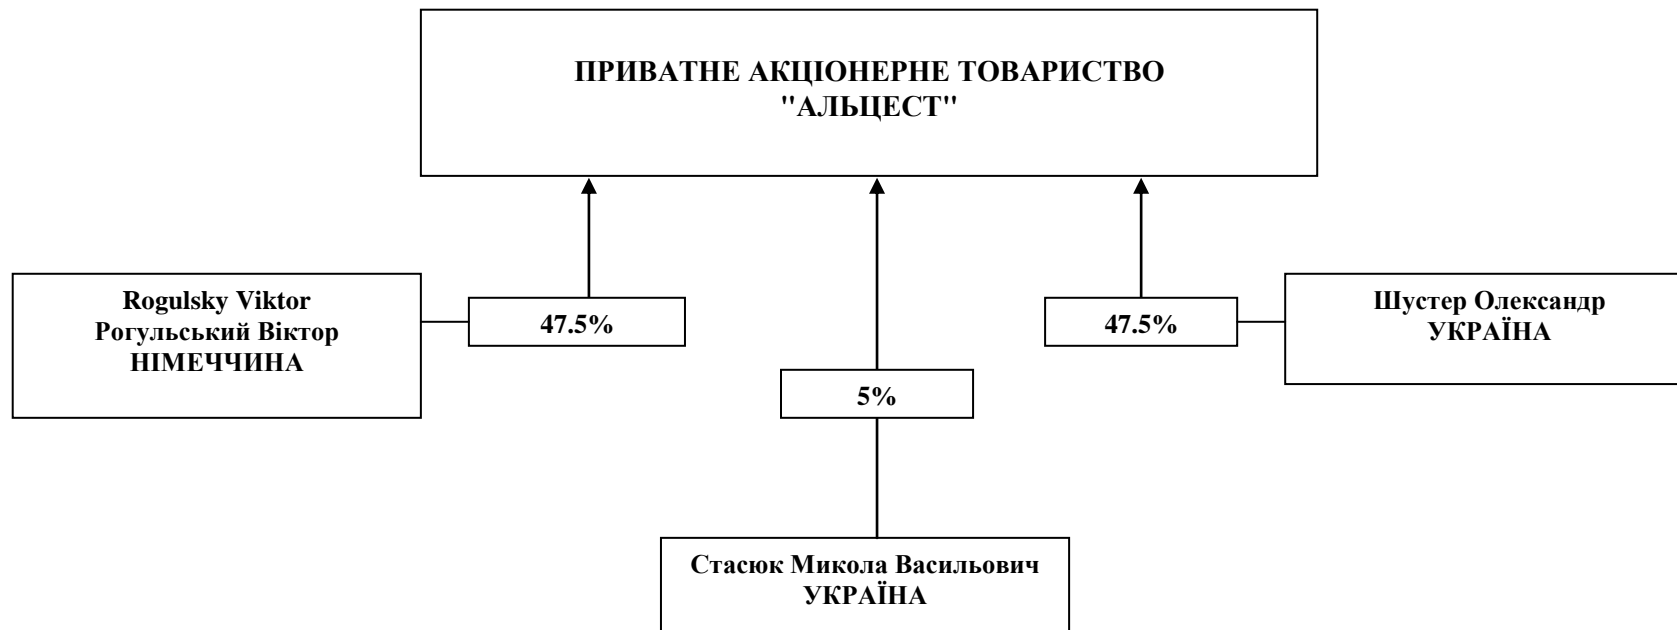 ПРИВАТНЕ АКЦІОНЕРНЕ ТОВАРИСТВО
"АЛЬЦЕСТ"
Rogulsky Viktor
Рогульський Віктор
НІМЕЧЧИНА
47.5%
47.5%
Шустер Олександр
УКРАЇНА
5%
Стасюк Микола Васильович
УКРАЇНА